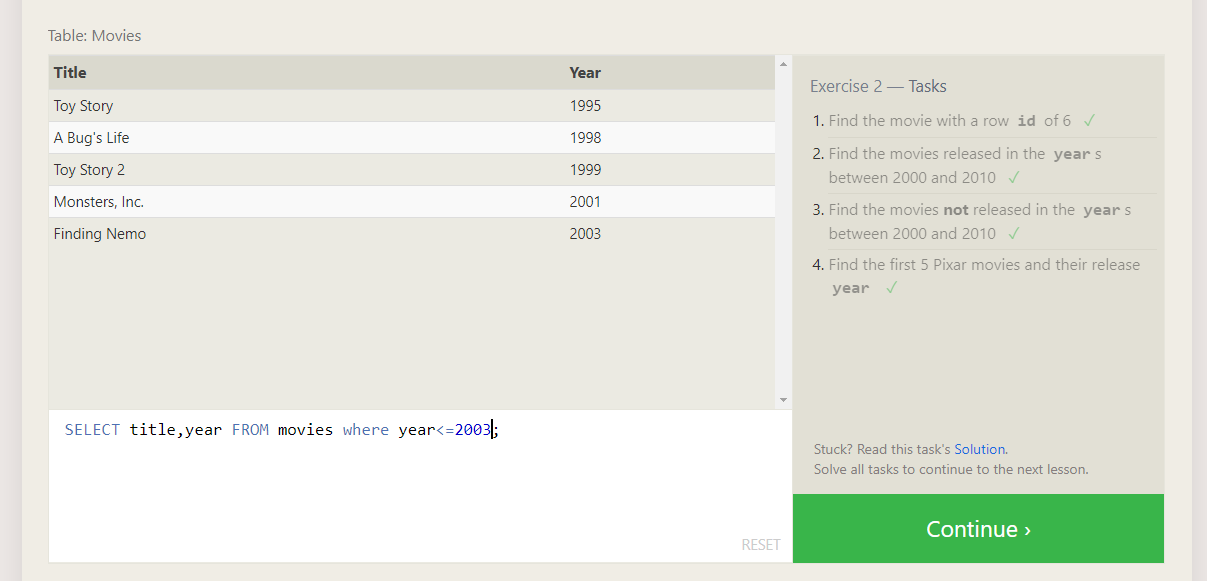 Table: Movies
Title Year
Toy Story 1995
A Bug's Life 1998
Toy Story 2 1999
Monsters, Inc. 2001
Finding Nemo 2003
SELECT title,year FROM movies where year<=2003;
RESET
Exercise 2 — Tasks
1. Find the movie with a row id of 6 ✓
2. Find the movies released in the year s
between 2000 and 2010 ✓
3. Find the movies not released in the year s
between 2000 and 2010 ✓
4. Find the first 5 Pixar movies and their release
year ✓
Stuck? Read this task's Solution.
Solve all tasks to continue to the next lesson.
Continue ›